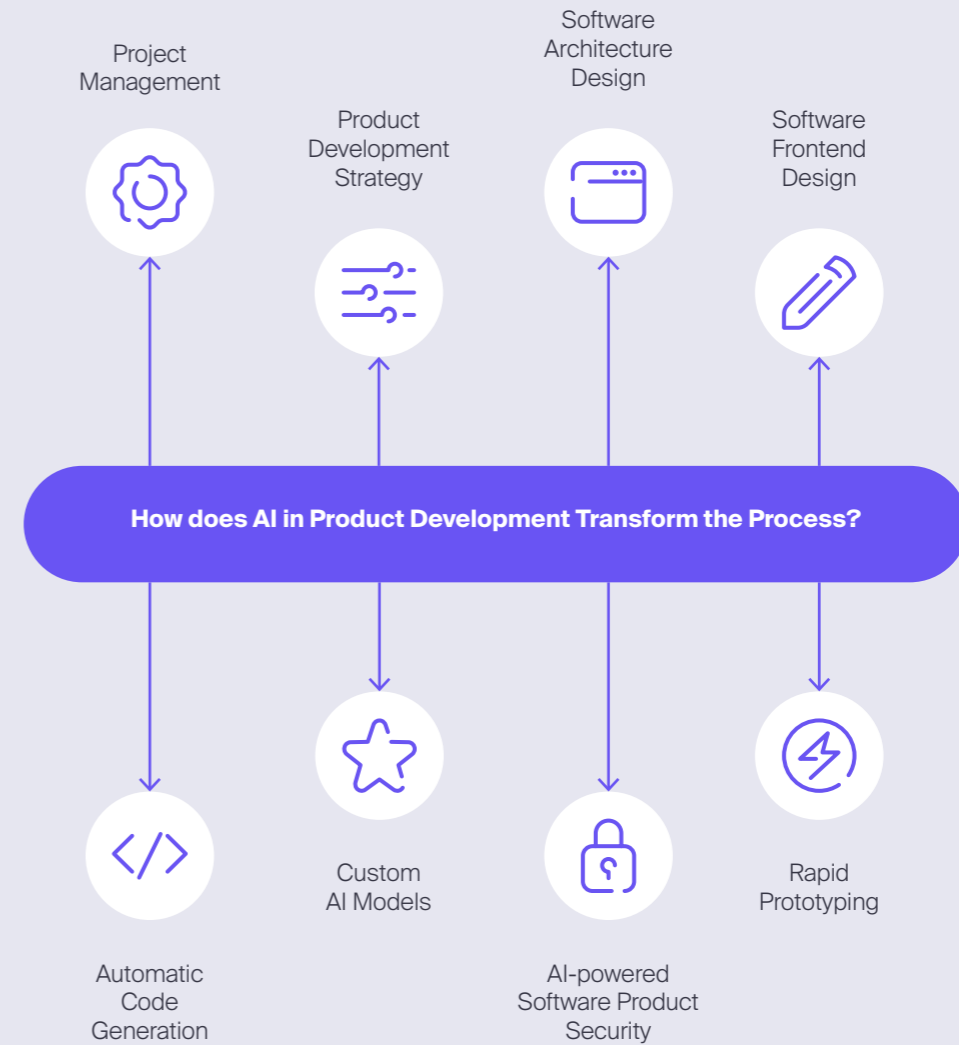 Project
Management
Product
Development
Strategy
Software
Architecture
Design
Software
Frontend
Design
How does AI in Product Development Transform the Process?
Automatic
Code
Generation
Custom
AI Models
AI-powered
Software Product
Security
Rapid
Prototyping